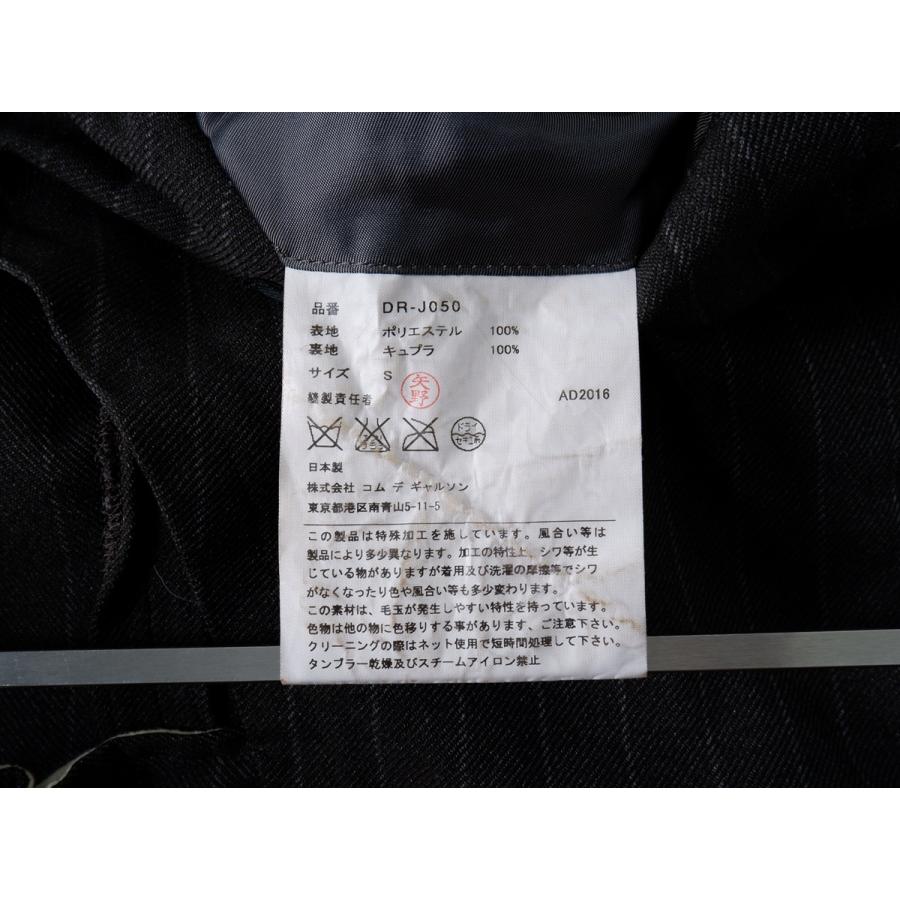 品番 DR-J050
表地 ポリエステル 100%
裏地 キュプラ 100%
サイズ S
縫製責任者 矢野 AD2016
エンソ ドライ セキユ系
日本製
株式会社 コム デ ギャルソン
東京都港区南青山5-11-5
この製品は特殊加工を施しています。風合い等は
製品により多少異なります。加工の特性上、シワ等が生
じている物がありますが着用及び洗濯の摩擦等でシワ
がなくなったり色や風合い等も多少変わります。
この素材は、毛玉が発生しやすい特性を持っています。
色物は他の物に色移りする事があります、ご注意下さい。
クリーニングの際はネット使用で短時間処理して下さい。
タンブラー乾燥及びスチームアイロン禁止